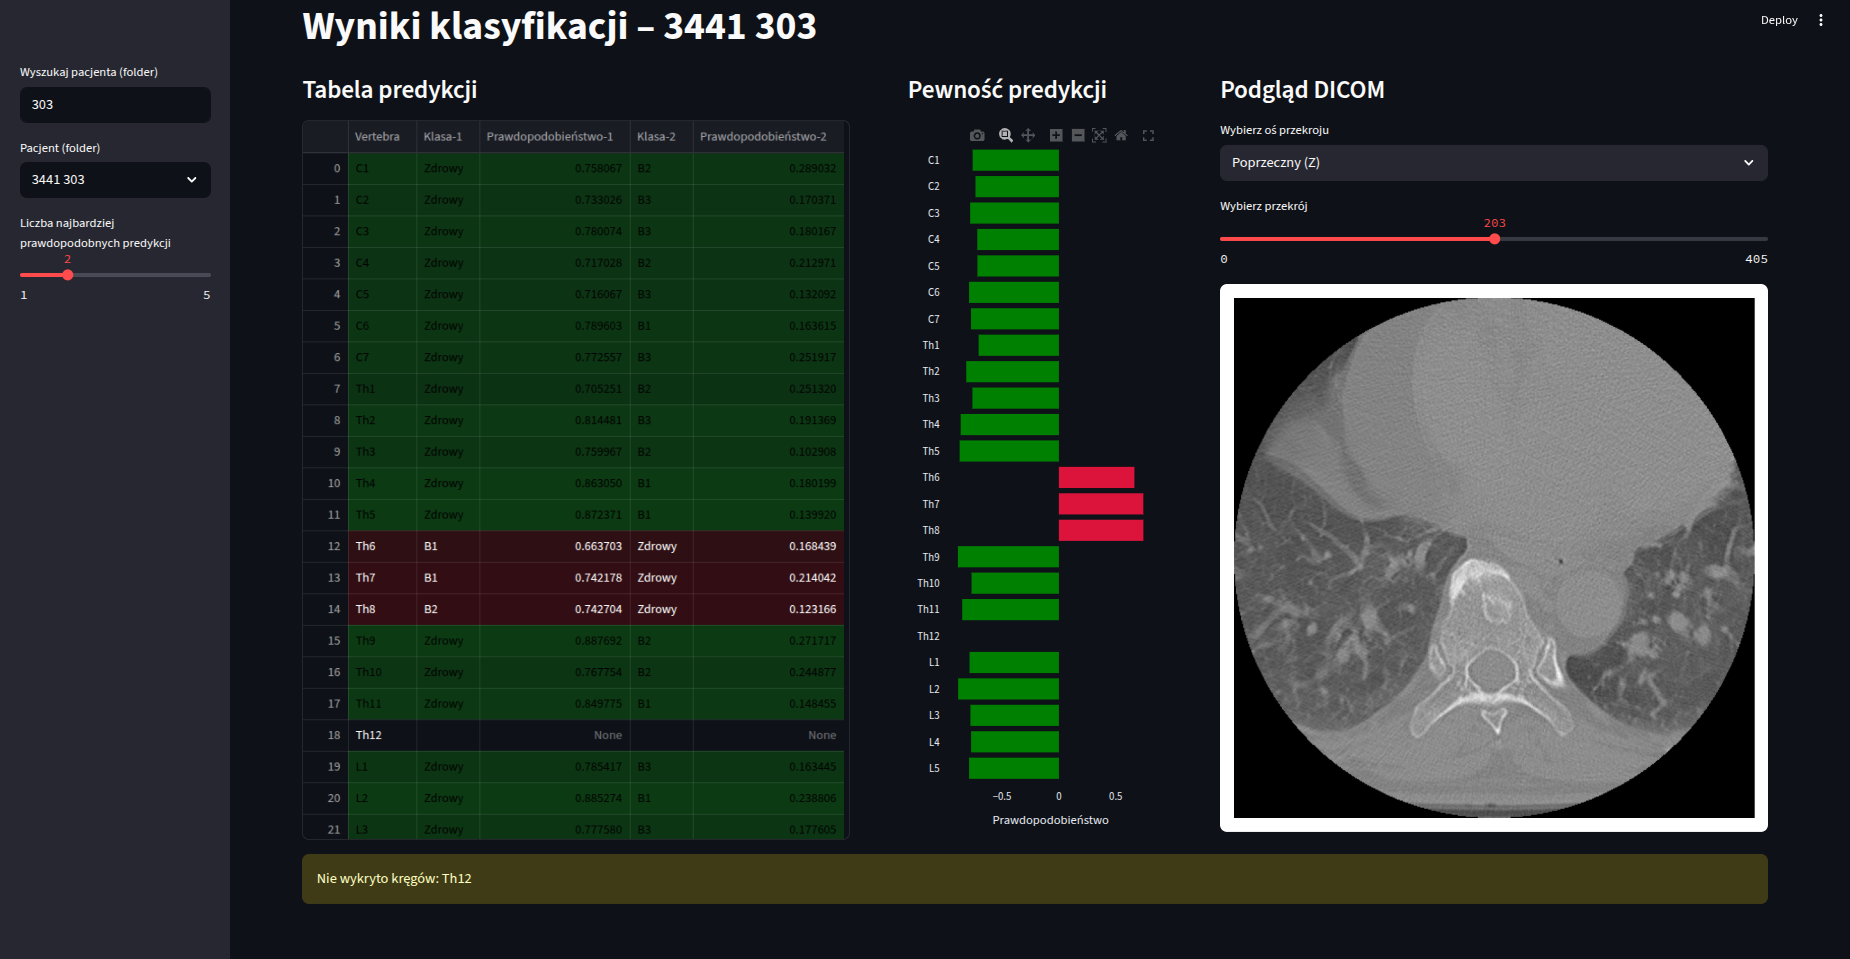 Deploy
Wyszukaj pacjenta (folder)
303
Pacjent (folder)
3441 303
Liczba najbardziej
prawdopodobnych predykcji
2
1 5
Wyniki klasyfikacji – 3441 303
Tabela predykcji
Vertebra Klasa-1 Prawdopodobieństwo-1 Klasa-2 Prawdopodobieństwo-2
0 C1 Zdrowy 0.758067 B2 0.289032
1 C2 Zdrowy 0.733026 B3 0.170371
2 C3 Zdrowy 0.780074 B3 0.180167
3 C4 Zdrowy 0.717028 B2 0.212971
4 C5 Zdrowy 0.716067 B3 0.132092
5 C6 Zdrowy 0.789603 B1 0.163615
6 C7 Zdrowy 0.772557 B3 0.251917
7 Th1 Zdrowy 0.705251 B2 0.251320
8 Th2 Zdrowy 0.814481 B3 0.191369
9 Th3 Zdrowy 0.759967 B2 0.102908
10 Th4 Zdrowy 0.863050 B1 0.180199
11 Th5 Zdrowy 0.872371 B1 0.139920
12 Th6 B1 0.663703 Zdrowy 0.168439
13 Th7 B1 0.742178 Zdrowy 0.214042
14 Th8 B2 0.742704 Zdrowy 0.123166
15 Th9 Zdrowy 0.887692 B2 0.271717
16 Th10 Zdrowy 0.767754 B2 0.244877
17 Th11 Zdrowy 0.849775 B1 0.148455
18 Th12 None None
19 L1 Zdrowy 0.785417 B3 0.163445
20 L2 Zdrowy 0.885274 B1 0.238806
21 L3 Zdrowy 0.777580 B3 0.177605
Pewność predykcji
C1
C2
C3
C4
C5
C6
C7
Th1
Th2
Th3
Th4
Th5
Th6
Th7
Th8
Th9
Th10
Th11
Th12
L1
L2
L3
L4
L5
−0.5 0 0.5
Prawdopodobieństwo
Podgląd DICOM
Wybierz oś przekroju
Poprzeczny (Z)
Wybierz przekrój
203
0 405
Nie wykryto kręgów: Th12